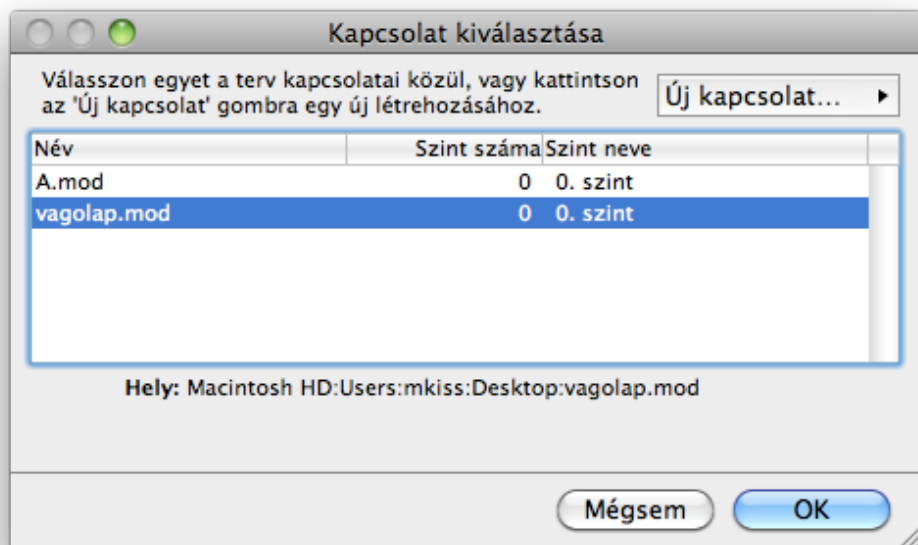 Kapcsolat kiválasztása
Válasszon egyet a terv kapcsolatai közül, vagy kattintson
az 'Új kapcsolat' gombra egy új létrehozásához.
Új kapcsolat...
Név Szint száma Szint neve
A.mod 0 0. szint
vagolap.mod 0 0. szint
Hely: Macintosh HD:Users:mkiss:Desktop:vagolap.mod
Mégsem OK